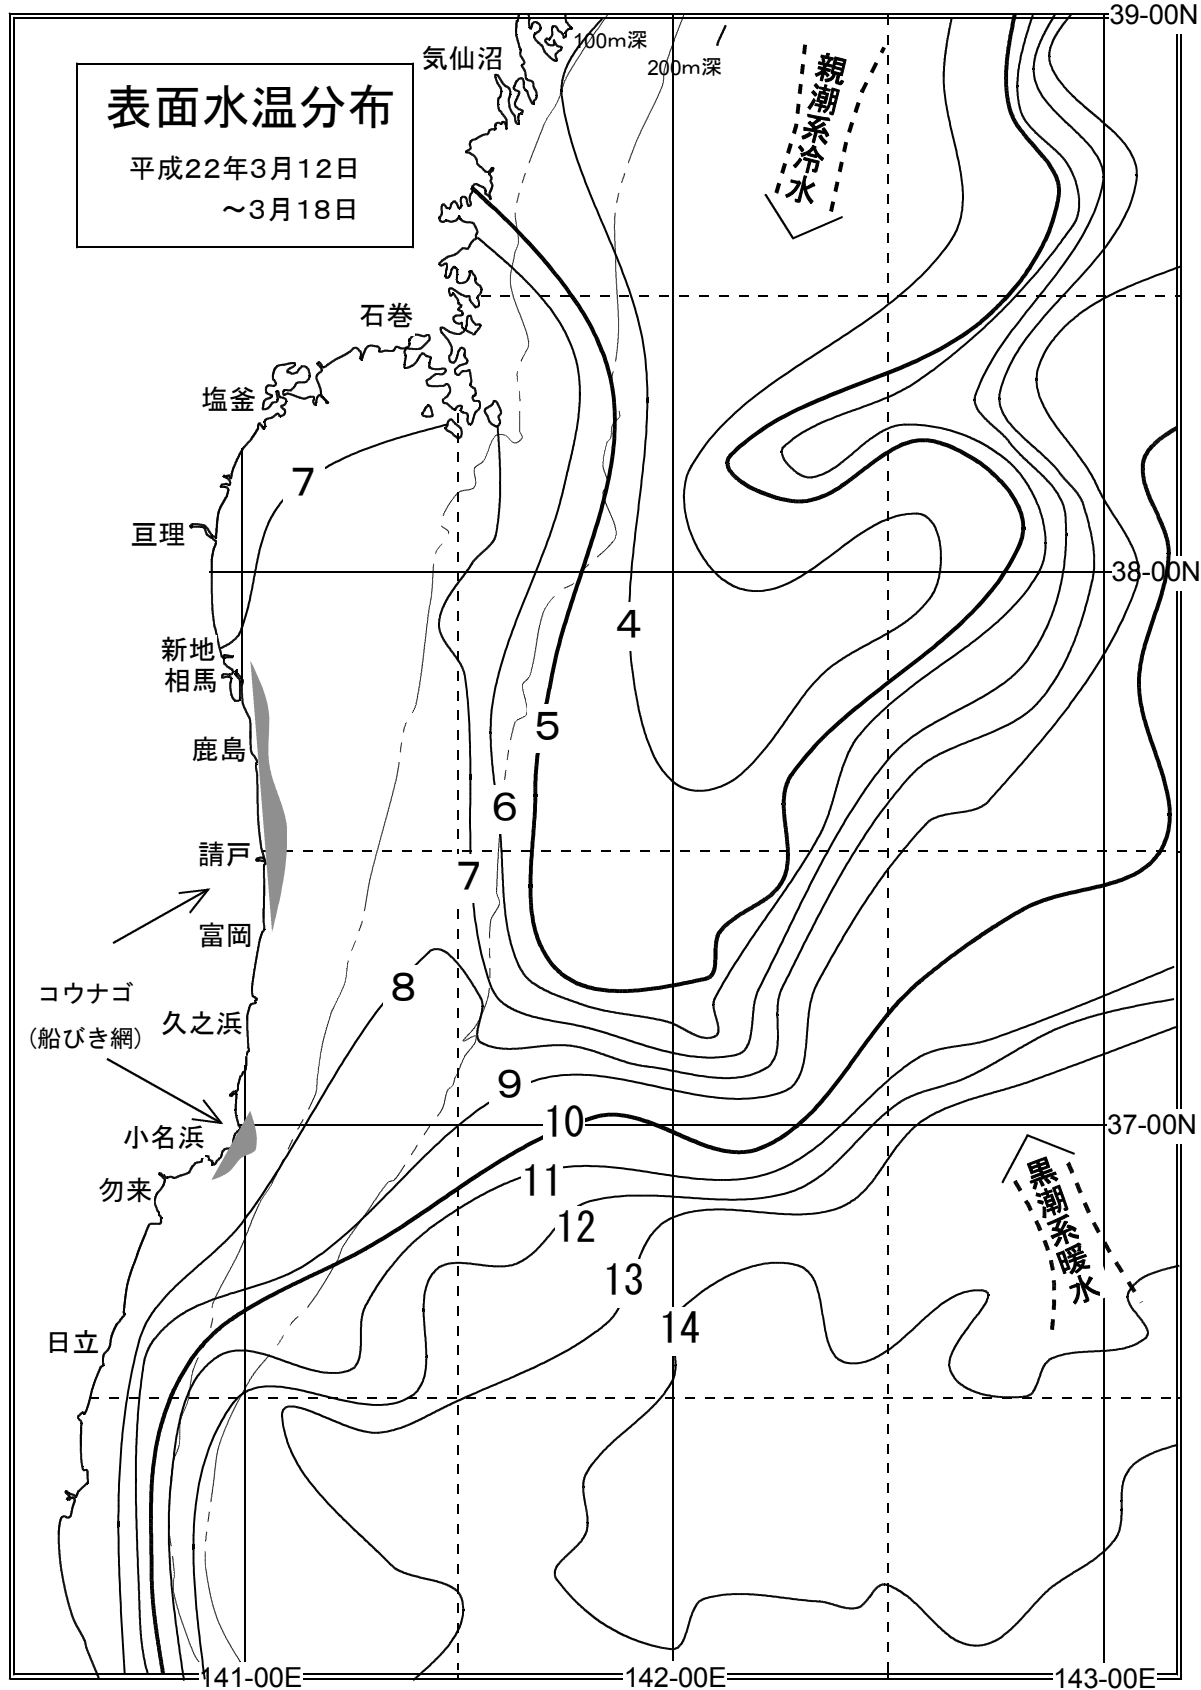 39-00N
気仙沼
100m深
200m深
表面水温分布
平成22年3月12日
～3月18日
親潮系冷水
石巻
塩釜
7
亘理
38-00N
4
新地
相馬
5
鹿島
6
請戸
7
富岡
8
コウナゴ
(船びき網)
久之浜
9
10
37-00N
小名浜
11
勿来
12
黒潮系暖水
13
14
日立
141-00E
142-00E
143-00E